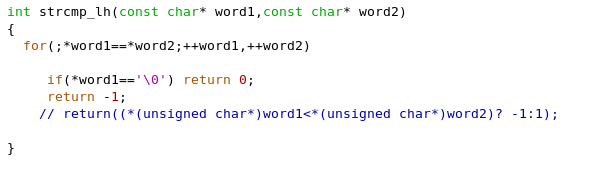 int strcmp_lh(const char* word1,const char* word2)
{
for(;*word1==*word2;++word1,++word2)
if(*word1=='\0') return 0;
return -1;
// return((*(unsigned char*)word1<*(unsigned char*)word2)? -1:1);
}